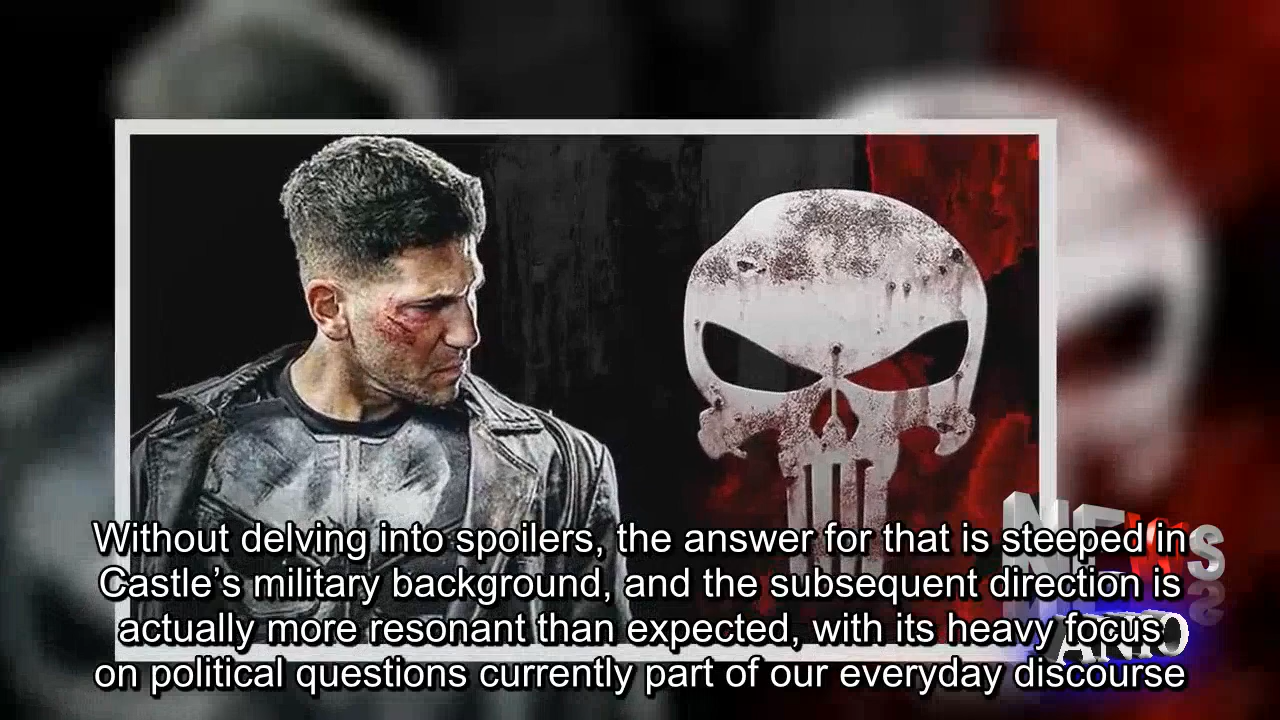 Without delving into spoilers, the answer for that is steeped in
Castle’s military background, and the subsequent direction is
actually more resonant than expected, with its heavy focus
on political questions currently part of our everyday discourse
NEWS